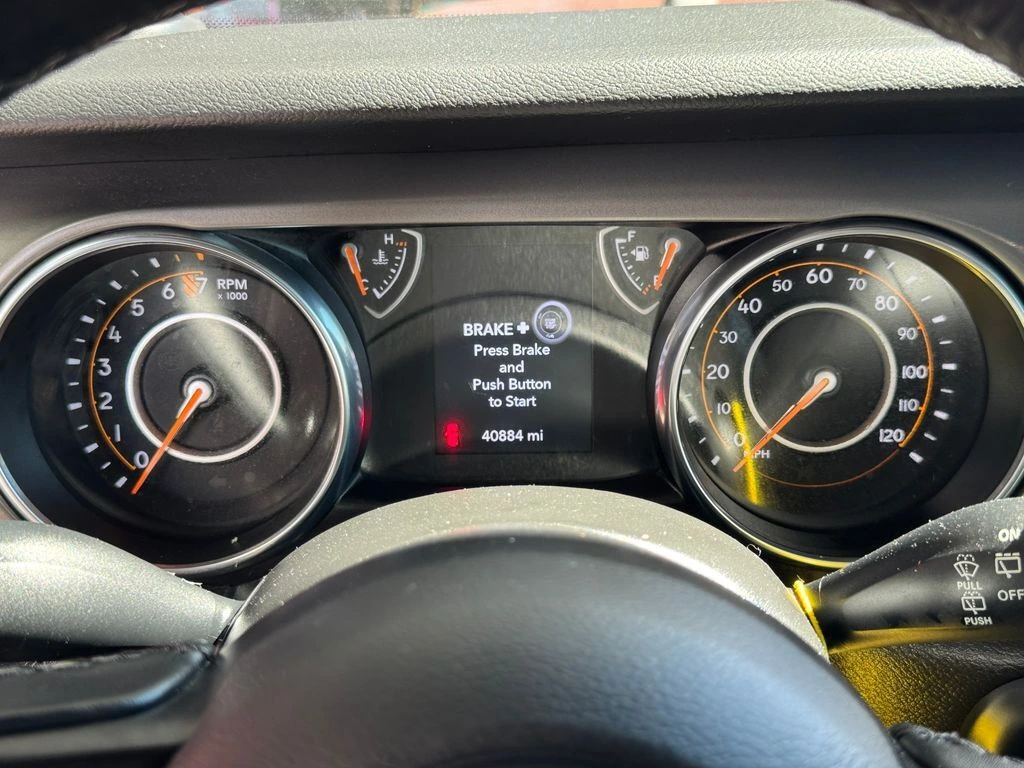 H
C
F
E
RPM
x 1000
7
6
5
4
3
2
1
0
BRAKE +
Press Brake
and
Push Button
to Start
40884 mi
0
10
20
30
40
50
60
70
80
90
100
110
120
MPH
ON
PULL
OFF
PUSH